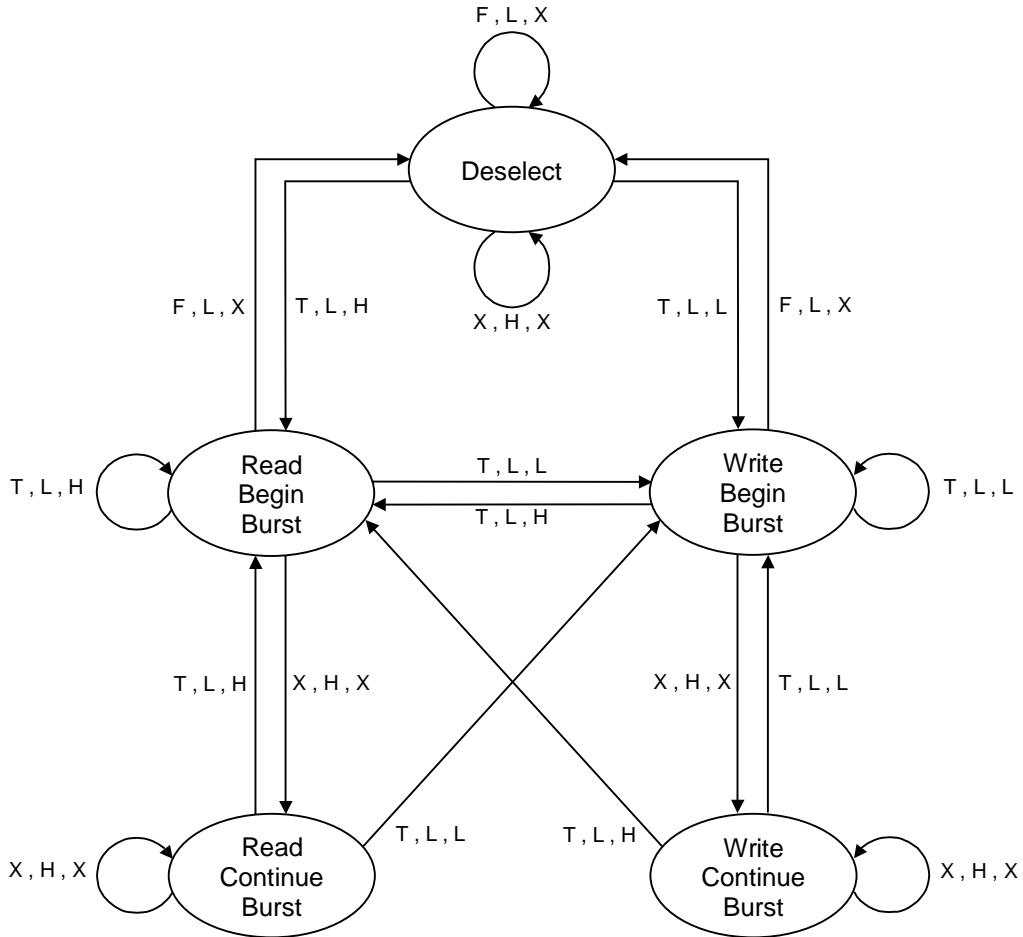 F , L , X
Deselect
X , H , X
F , L , X
T , L , H
T , L , L
F , L , X
Read
Begin
Burst
Write
Begin
Burst
T , L , H
T , L , L
T , L , H
T , L , L
T , L , H
X , H , X
X , H , X
T , L , L
T , L , L
T , L , H
Read
Continue
Burst
Write
Continue
Burst
X , H , X
X , H , X